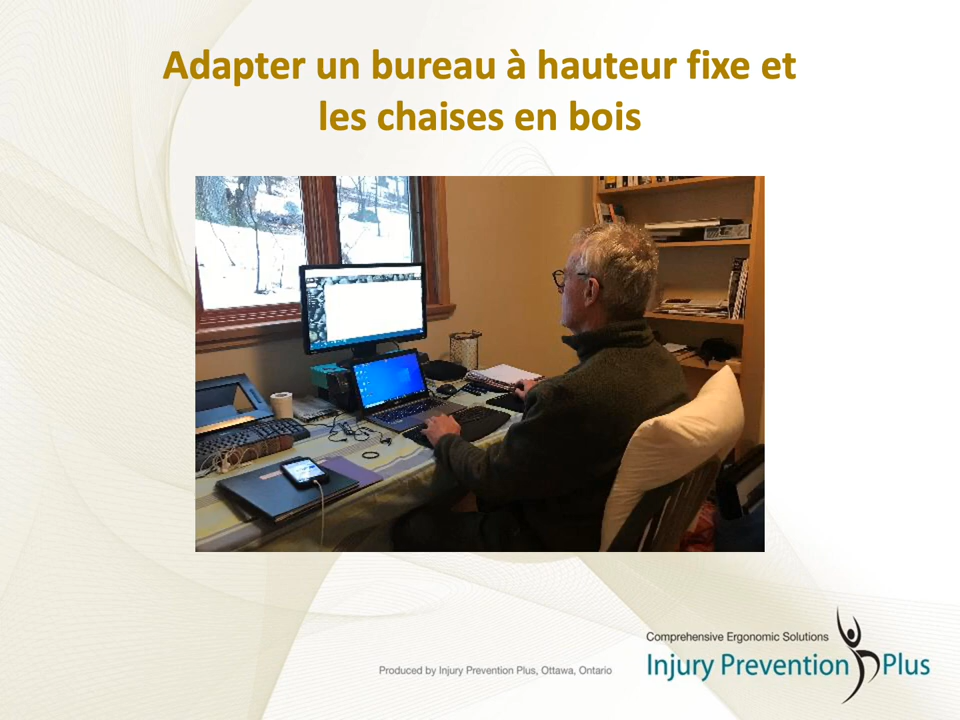 Adapter un bureau à hauteur fixe et
les chaises en bois
Comprehensive Ergonomic Solutions
Injury Prevention Plus
Produced by Injury Prevention Plus, Ottawa, Ontario